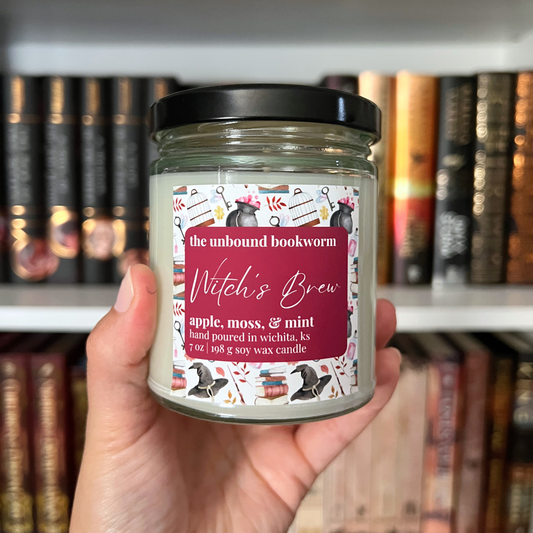 the unbound bookworm
Witch's Brew
apple, moss, & mint
hand poured in wichita, ks
7 oz | 198 g soy wax candle